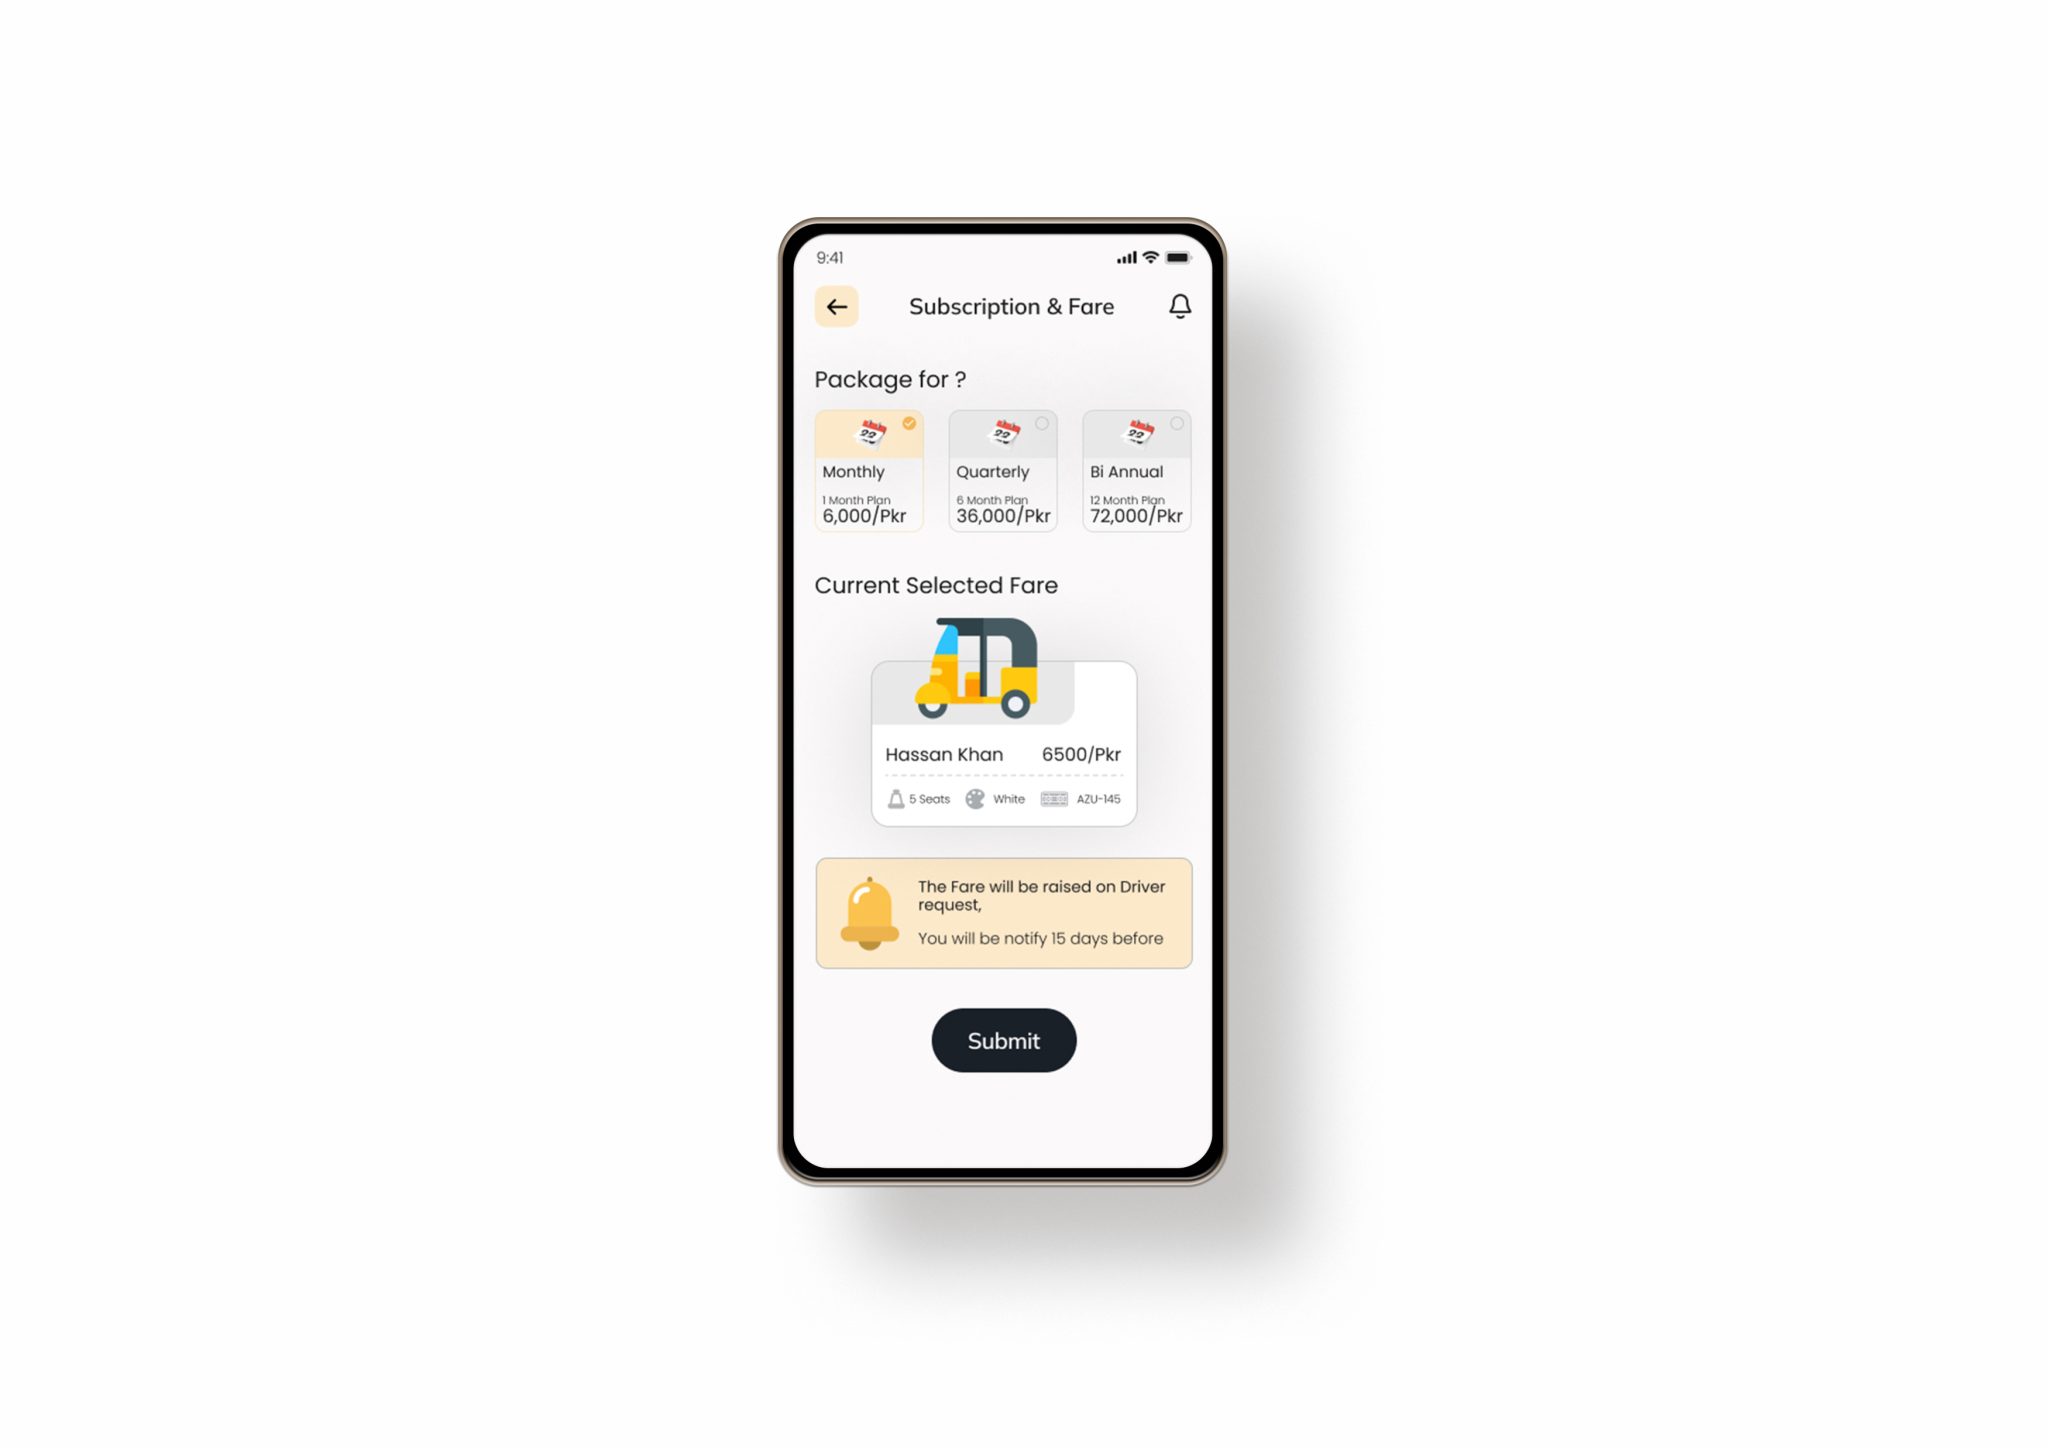 9:41
Subscription & Fare
Package for ?
Monthly
1 Month Plan
6,000/Pkr
Quarterly
6 Month Plan
36,000/Pkr
Bi Annual
12 Month Plan
72,000/Pkr
Current Selected Fare
Hassan Khan
6500/Pkr
5 Seats
White
AZU-145
The Fare will be raised on Driver
request,
You will be notify 15 days before
Submit